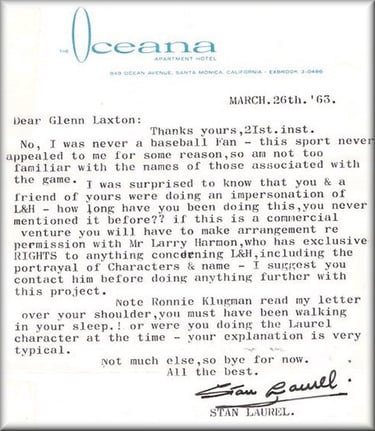 THE Oceana
APARTMENT HOTEL
849 OCEAN AVENUE, SANTA MONICA, CALIFORNIA - EXBROOK 3-0486
MARCH.26th.'63.
Dear Glenn Laxton:
Thanks yours,2Ist.inst.
No, I was never a baseball Fan - this sport never
appealed to me for some reason,so am not too
familiar with the names of those associated with
the game.
I was surprised to know that you & a
friend of yours were doing an impersonation of
L&H - how long have you been doing this,you never
mentioned it before?? if this is a commercial
venture you will have to make arrangement re
permission with Mr Larry Harmon,who has exclusive
RIGHTS to anything concerning L&H,including the
portrayal of Characters & name - I suggest you
contact him before doing anything further with
this project.
Note Ronnie Klugman read my letter
over your shoulder,you must have been walking
in your sleep.! or were you doing the Laurel
character at the time - your explanation is very
typical.
Not much else,so bye for now.
All the best.
Stan Laurel.
STAN LAUREL.